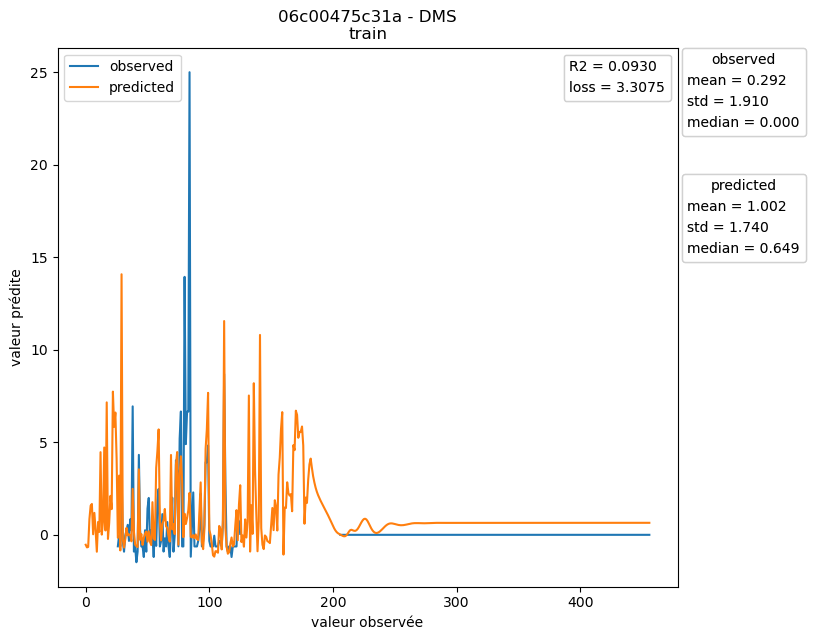 06c00475c31a - DMS
train
observed
predicted
R2 = 0.0930
loss = 3.3075
observed
mean = 0.292
std = 1.910
median = 0.000
predicted
mean = 1.002
std = 1.740
median = 0.649
25
20
15
10
5
0
valeur prédite
0
100
200
300
400
valeur observée